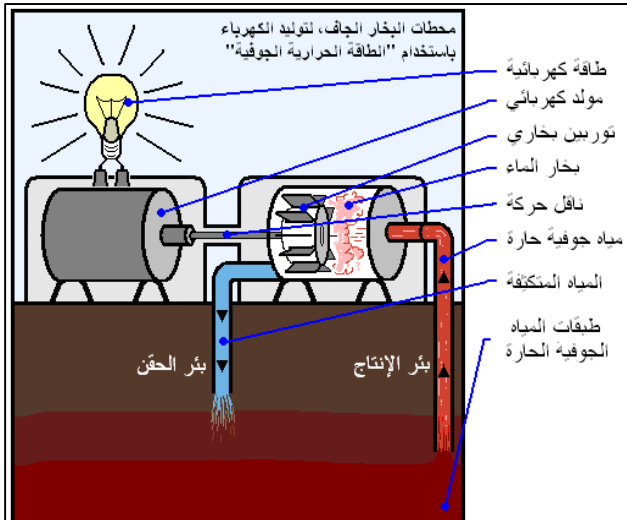 محطات البخار الجاف، لتوليد الكهرباء
باستخدام "الطاقة الحرارية الجوفية"
طاقة كهربائية
مولد كهربائي
توربين بخاري
بخار الماء
ناقل حركة
مياه جوفية حارة
المياه المتكثفة
طبقات المياه
الجوفية الحارة
بئر الإنتاج
بئر الحقن